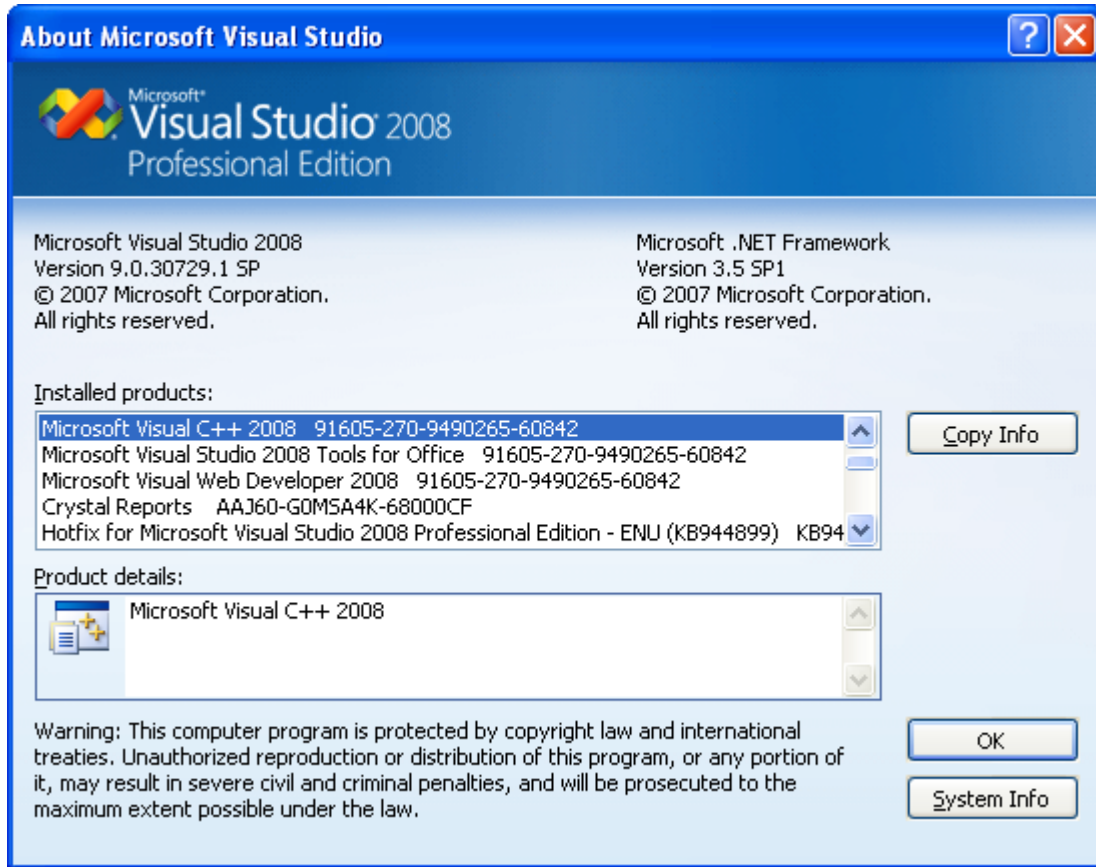 About Microsoft Visual Studio
Microsoft®
Visual Studio® 2008
Professional Edition
Microsoft Visual Studio 2008
Version 9.0.30729.1 SP
© 2007 Microsoft Corporation.
All rights reserved.
Microsoft .NET Framework
Version 3.5 SP1
© 2007 Microsoft Corporation.
All rights reserved.
Installed products:
Microsoft Visual C++ 2008   91605-270-9490265-60842
Microsoft Visual Studio 2008 Tools for Office   91605-270-9490265-60842
Microsoft Visual Web Developer 2008   91605-270-9490265-60842
Crystal Reports    AAJ60-G0MSA4K-68000CF
Hotfix for Microsoft Visual Studio 2008 Professional Edition - ENU (KB944899)   KB94
Copy Info
Product details:
Microsoft Visual C++ 2008
Warning: This computer program is protected by copyright law and international
treaties. Unauthorized reproduction or distribution of this program, or any portion of
it, may result in severe civil and criminal penalties, and will be prosecuted to the
maximum extent possible under the law.
OK
System Info